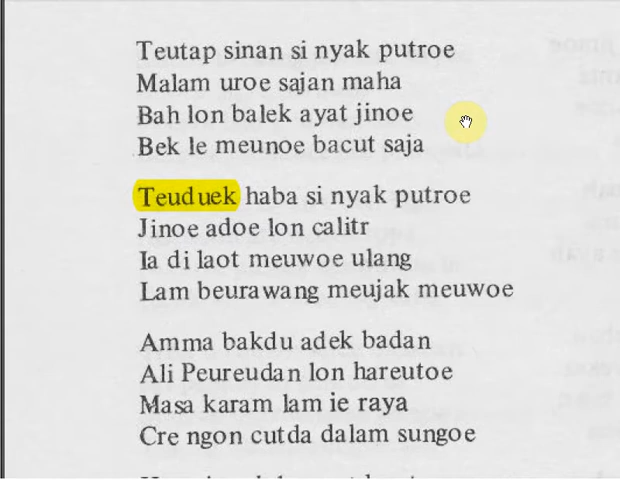 Teutap sinan si nyak putroe
Malam uroe sajan maha
Bah lon balek ayat jinoe
Bek le meunoe bacut saja
Teuduek haba si nyak putroe
Jinoe adoe lon calitr
Ia di laot meuwoe ulang
Lam beurawang meujak meuwoe
Amma bakdu adek badan
Ali Peureudan lon hareutoe
Masa karam lam ie raya
Cre ngon cutda dalam sungoe